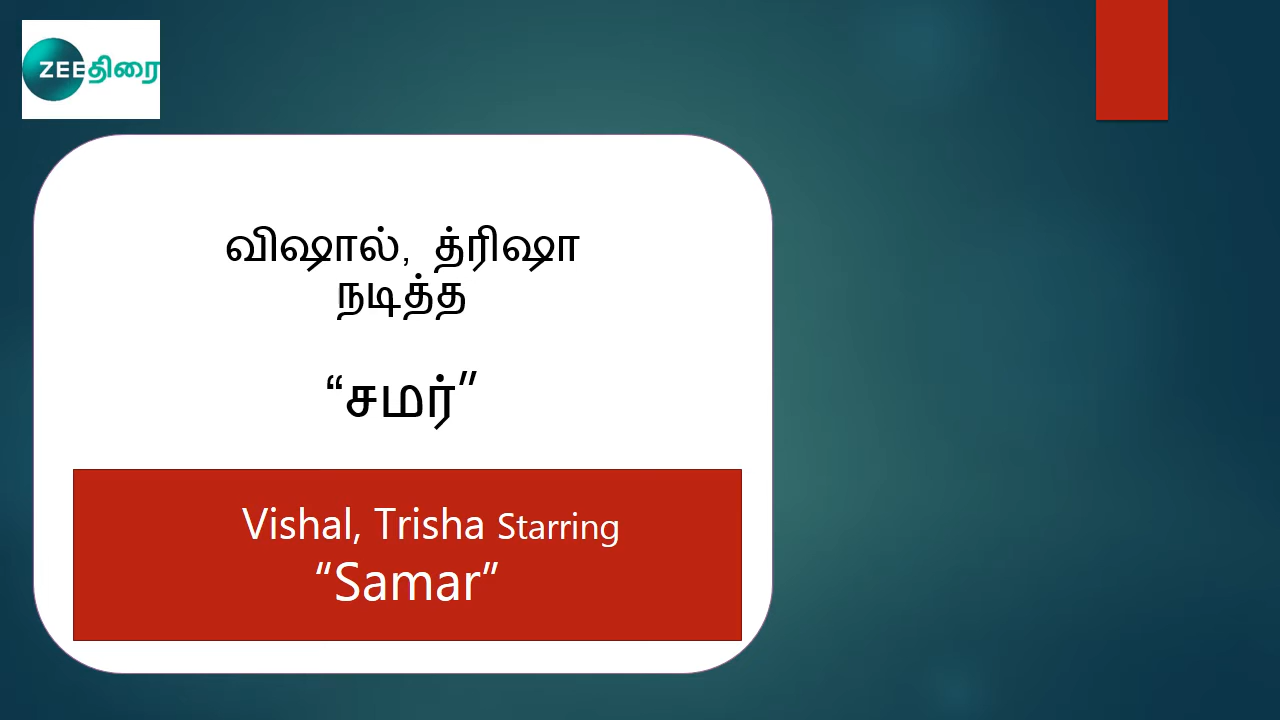 ZEEதிரை
விஷால், த்ரிஷா
நடித்த
“சமர்”
Vishal, Trisha Starring
“Samar”